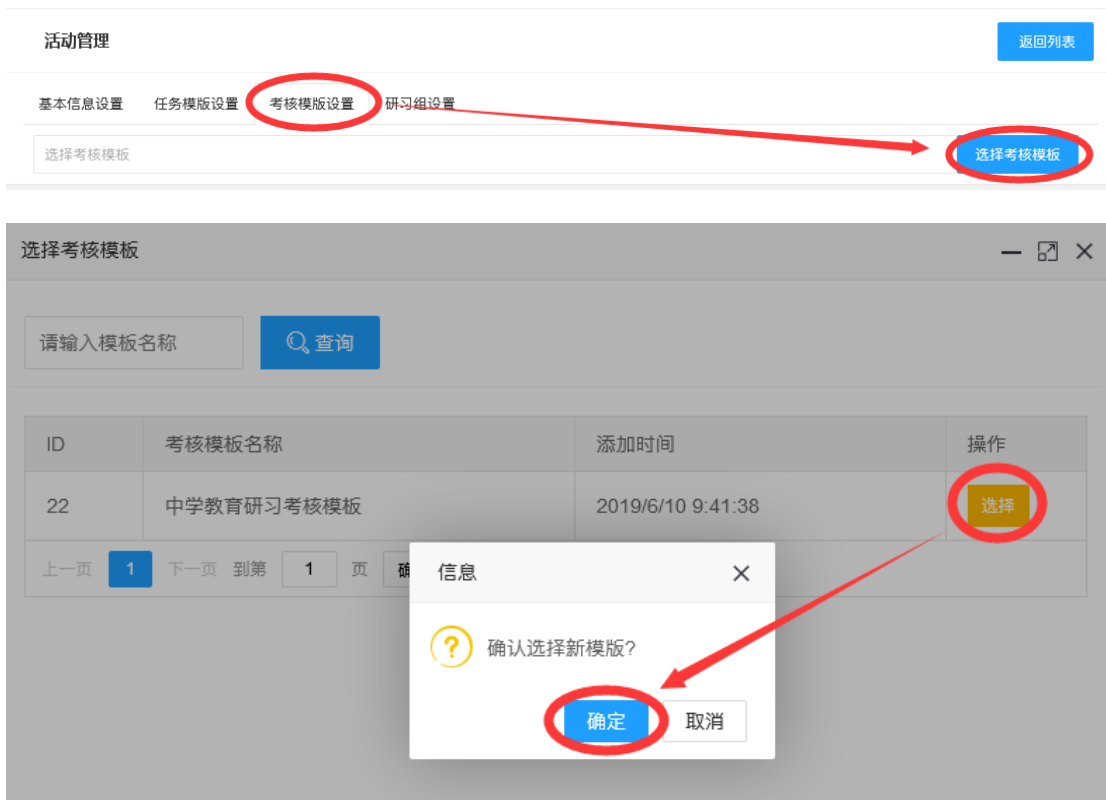 活动管理
返回列表
基本信息设置 任务模版设置 考核模版设置 研习组设置
选择考核模板 选择考核模板
选择考核模板
请输入模板名称 查询
ID 考核模板名称 添加时间 操作
22 中学教育研习考核模板 2019/6/10 9:41:38 选择
上一页 1 下一页 到第 1 页
信息
确认选择新模版?
确定 取消